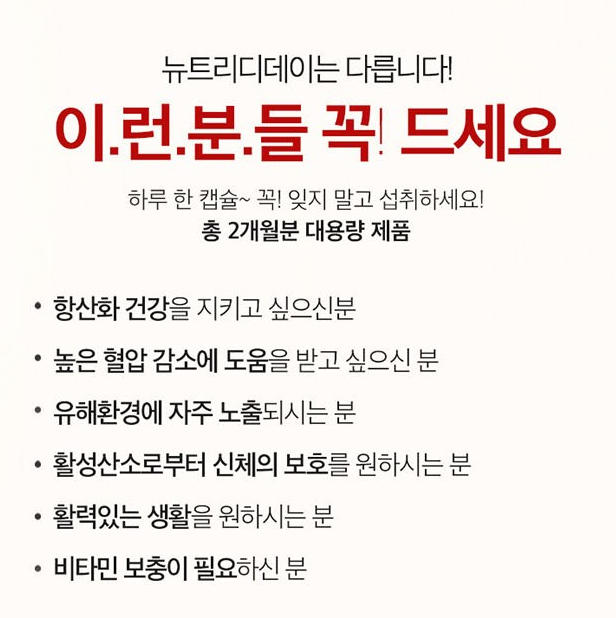 뉴트리디데이는 다릅니다!
이.런.분.들 꼭! 드세요
하루 한 캡슐~ 꼭! 잊지 말고 섭취하세요!
총 2개월분 대용량 제품
• 항산화 건강을 지키고 싶으신분
• 높은 혈압 감소에 도움을 받고 싶으신 분
• 유해환경에 자주 노출되시는 분
• 활성산소로부터 신체의 보호를 원하시는 분
• 활력있는 생활을 원하시는 분
• 비타민 보충이 필요하신 분